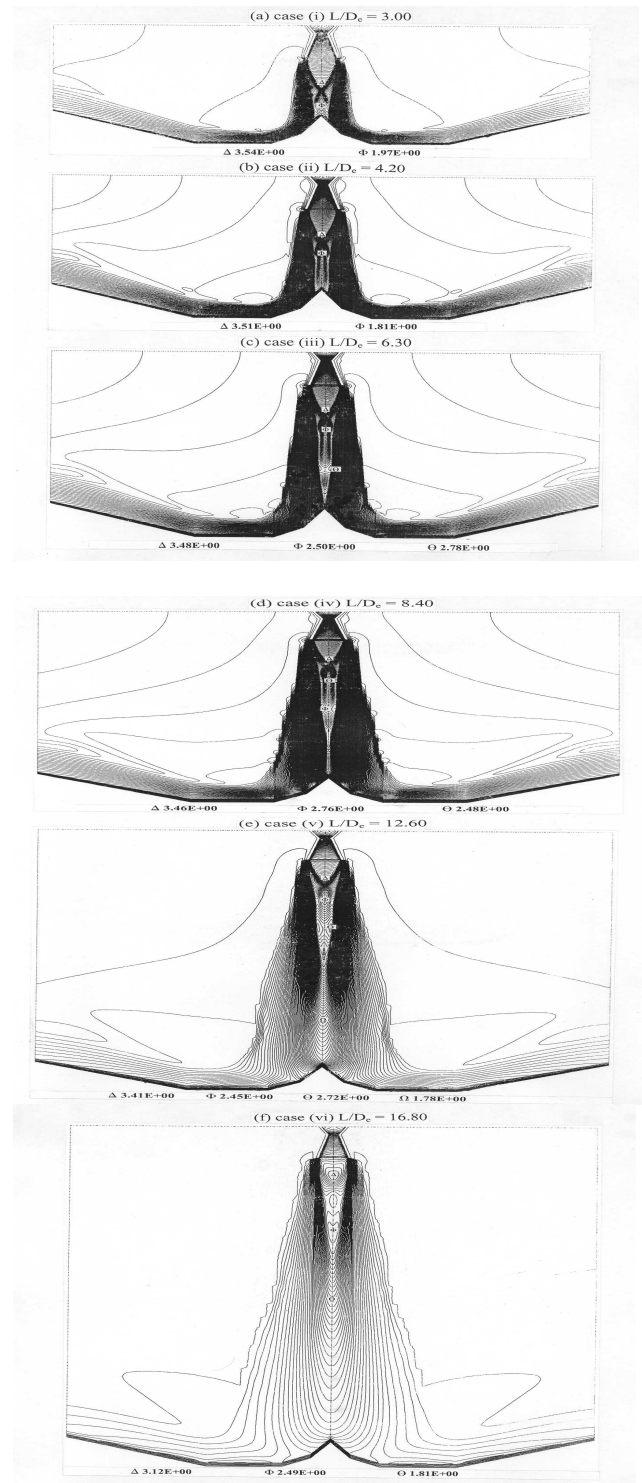 (a) case (i) L/Dₑ = 3.00
Δ 3.54E+00 Φ 1.97E+00
(b) case (ii) L/Dₑ = 4.20
Δ 3.51E+00 Φ 1.81E+00
(c) case (iii) L/Dₑ = 6.30
Δ 3.48E+00 Φ 2.50E+00 Θ 2.78E+00
(d) case (iv) L/Dₑ = 8.40
Δ 3.46E+00 Φ 2.76E+00 Θ 2.48E+00
(e) case (v) L/Dₑ = 12.60
Δ 3.41E+00 Φ 2.45E+00 Θ 2.72E+00 Ω 1.78E+00
(f) case (vi) L/Dₑ = 16.80
Δ 3.12E+00 Φ 2.49E+00 Θ 1.81E+00